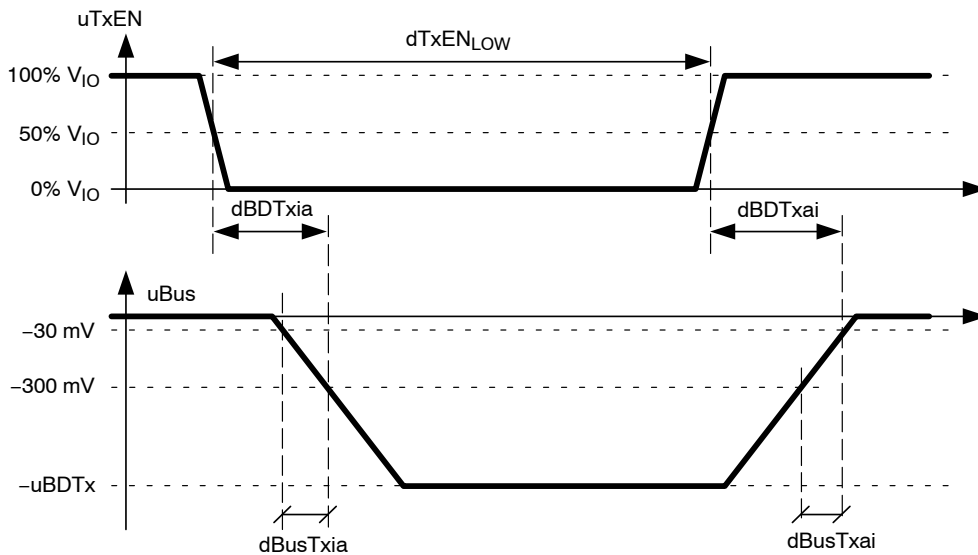 uTxEN
dTxEN_LOW
100% V_IO
50% V_IO
0% V_IO
dBDTxia
dBDTxai
uBus
–30 mV
–300 mV
–uBDTx
dBusTxia
dBusTxai